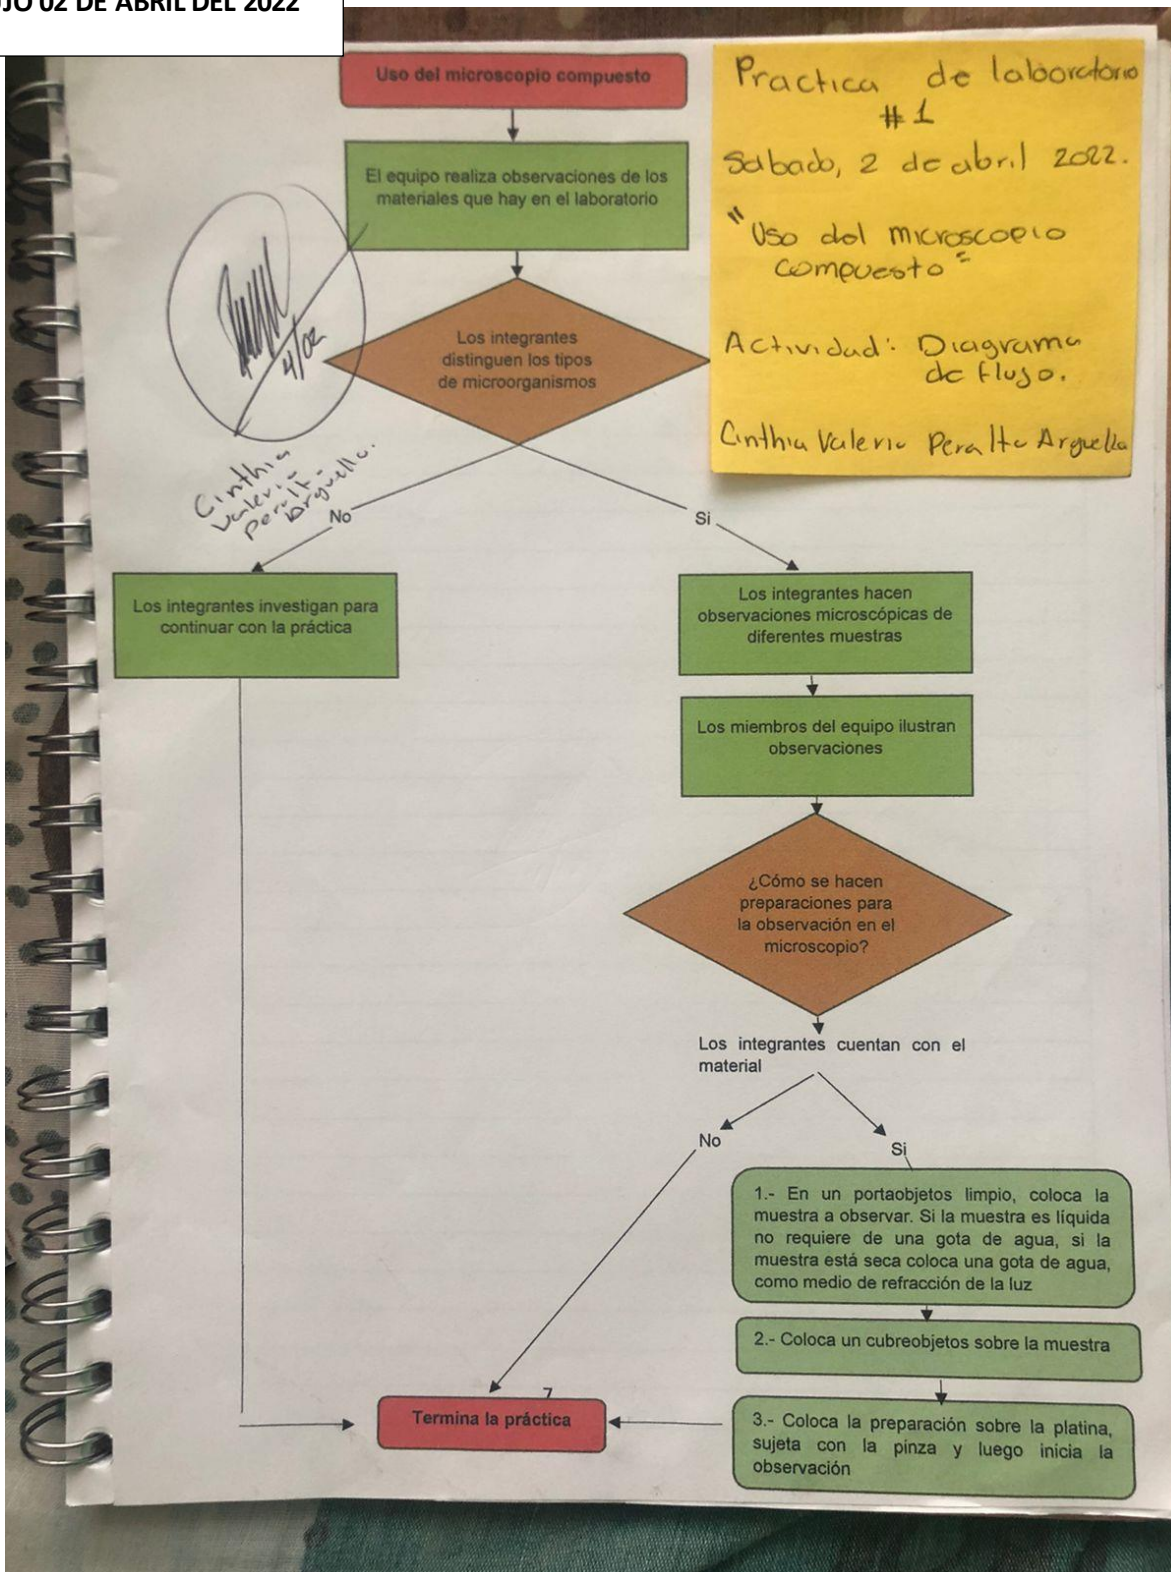 02 DE ABRIL DEL 2022
Uso del microscopio compuesto
El equipo realiza observaciones de los
materiales que hay en el laboratorio
Los integrantes
distinguen los tipos
de microorganismos
Practica de laboratorio
#1
Sabado, 2 de abril 2022.
"Uso del microscopio
compuesto"
Actividad: Diagrama
de flujo.
Cinthia Valeria Peralta Arguello
4/02
Cinthia
Valeria
peralta
arguello.
No
Si
Los integrantes investigan para
continuar con la práctica
Los integrantes hacen
observaciones microscópicas de
diferentes muestras
Los miembros del equipo ilustran
observaciones
¿Cómo se hacen
preparaciones para
la observación en el
microscopio?
Los integrantes cuentan con el
material
No
Si
1.- En un portaobjetos limpio, coloca la
muestra a observar. Si la muestra es líquida
no requiere de una gota de agua, si la
muestra está seca coloca una gota de agua,
como medio de refracción de la luz
2.- Coloca un cubreobjetos sobre la muestra
3.- Coloca la preparación sobre la platina,
sujeta con la pinza y luego inicia la
observación
7
Termina la práctica